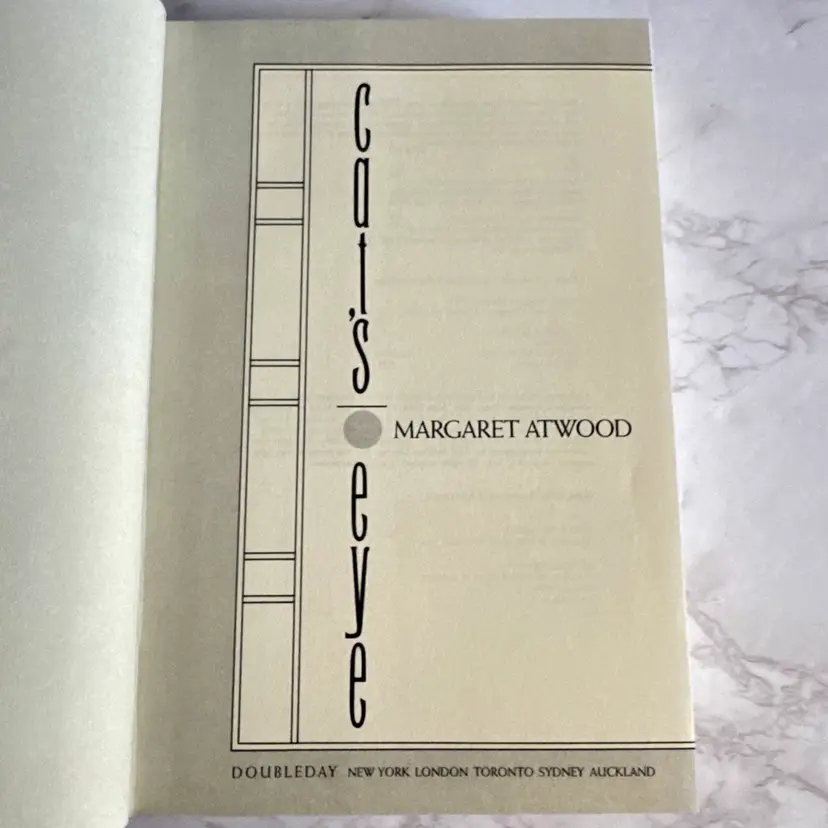 cat's
eye
MARGARET ATWOOD
DOUBLEDAY NEW YORK LONDON TORONTO SYDNEY AUCKLAND